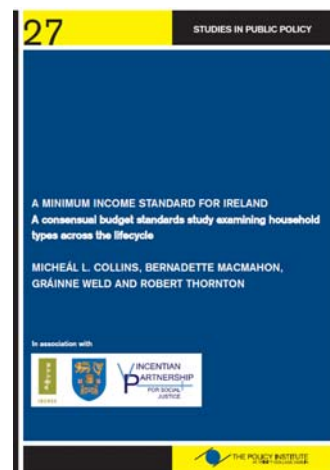 27
STUDIES IN PUBLIC POLICY
A MINIMUM INCOME STANDARD FOR IRELAND
A consensual budget standards study examining household
types across the lifecycle
MICHEÁL L. COLLINS, BERNADETTE MACMAHON,
GRÁINNE WELD AND ROBERT THORNTON
In association with
VINCENTIAN
PARTNERSHIP
FOR SOCIAL
JUSTICE
THE POLICY INSTITUTE